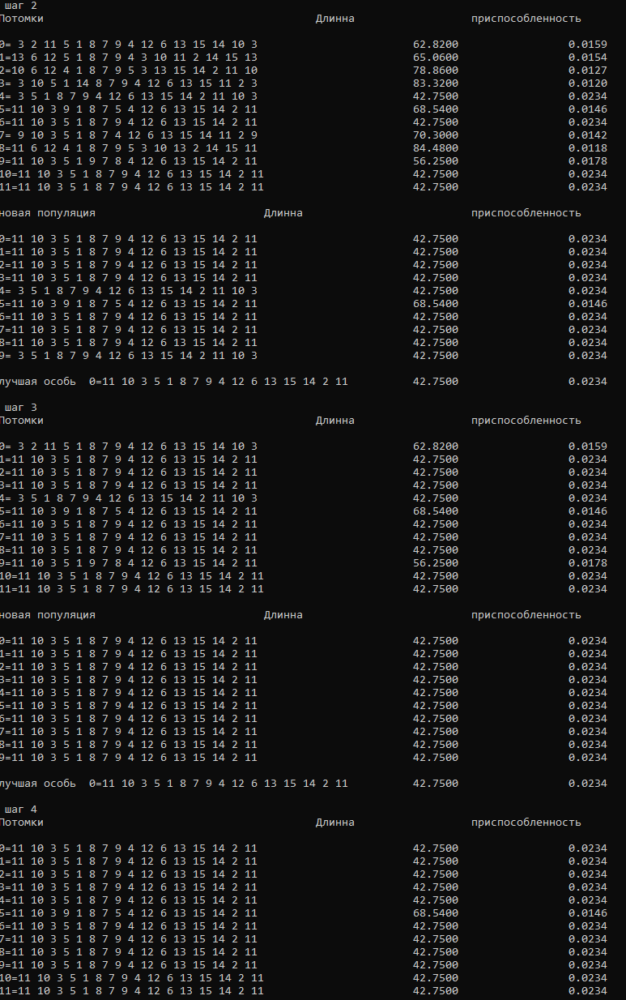 шаг 2
Потомки Длинна приспособленность
0= 3 2 11 5 1 8 7 9 4 12 6 13 15 14 10 3 62.8200 0.0159
1=13 6 12 5 1 8 7 9 4 3 10 11 2 14 15 13 65.0600 0.0154
2=10 6 12 4 1 8 7 9 5 3 13 15 14 2 11 10 78.8600 0.0127
3= 3 10 5 1 14 8 7 9 4 12 6 13 15 11 2 3 83.3200 0.0120
4= 3 5 1 8 7 9 4 12 6 13 15 14 2 11 10 3 42.7500 0.0234
5=11 10 3 9 1 8 7 5 4 12 6 13 15 14 2 11 68.5400 0.0146
6=11 10 3 5 1 8 7 9 4 12 6 13 15 14 2 11 42.7500 0.0234
7= 9 10 3 5 1 8 7 4 12 6 13 15 14 11 2 9 70.3000 0.0142
8=11 6 12 4 1 8 7 9 5 3 10 13 2 14 15 11 84.4800 0.0118
9=11 10 3 5 1 9 7 8 4 12 6 13 15 14 2 11 56.2500 0.0178
10=11 10 3 5 1 8 7 9 4 12 6 13 15 14 2 11 42.7500 0.0234
11=11 10 3 5 1 8 7 9 4 12 6 13 15 14 2 11 42.7500 0.0234
новая популяция Длинна приспособленность
0=11 10 3 5 1 8 7 9 4 12 6 13 15 14 2 11 42.7500 0.0234
1=11 10 3 5 1 8 7 9 4 12 6 13 15 14 2 11 42.7500 0.0234
2=11 10 3 5 1 8 7 9 4 12 6 13 15 14 2 11 42.7500 0.0234
3=11 10 3 5 1 8 7 9 4 12 6 13 15 14 2 11 42.7500 0.0234
4= 3 5 1 8 7 9 4 12 6 13 15 14 2 11 10 3 42.7500 0.0234
5=11 10 3 9 1 8 7 5 4 12 6 13 15 14 2 11 68.5400 0.0146
6=11 10 3 5 1 8 7 9 4 12 6 13 15 14 2 11 42.7500 0.0234
7=11 10 3 5 1 8 7 9 4 12 6 13 15 14 2 11 42.7500 0.0234
8=11 10 3 5 1 8 7 9 4 12 6 13 15 14 2 11 42.7500 0.0234
9= 3 5 1 8 7 9 4 12 6 13 15 14 2 11 10 3 42.7500 0.0234
лучшая особь 0=11 10 3 5 1 8 7 9 4 12 6 13 15 14 2 11 42.7500 0.0234
шаг 3
Потомки Длинна приспособленность
0= 3 2 11 5 1 8 7 9 4 12 6 13 15 14 10 3 62.8200 0.0159
1=11 10 3 5 1 8 7 9 4 12 6 13 15 14 2 11 42.7500 0.0234
2=11 10 3 5 1 8 7 9 4 12 6 13 15 14 2 11 42.7500 0.0234
3=11 10 3 5 1 8 7 9 4 12 6 13 15 14 2 11 42.7500 0.0234
4= 3 5 1 8 7 9 4 12 6 13 15 14 2 11 10 3 42.7500 0.0234
5=11 10 3 9 1 8 7 5 4 12 6 13 15 14 2 11 68.5400 0.0146
6=11 10 3 5 1 8 7 9 4 12 6 13 15 14 2 11 42.7500 0.0234
7=11 10 3 5 1 8 7 9 4 12 6 13 15 14 2 11 42.7500 0.0234
8=11 10 3 5 1 8 7 9 4 12 6 13 15 14 2 11 42.7500 0.0234
9=11 10 3 5 1 9 7 8 4 12 6 13 15 14 2 11 56.2500 0.0178
10=11 10 3 5 1 8 7 9 4 12 6 13 15 14 2 11 42.7500 0.0234
11=11 10 3 5 1 8 7 9 4 12 6 13 15 14 2 11 42.7500 0.0234
новая популяция Длинна приспособленность
0=11 10 3 5 1 8 7 9 4 12 6 13 15 14 2 11 42.7500 0.0234
1=11 10 3 5 1 8 7 9 4 12 6 13 15 14 2 11 42.7500 0.0234
2=11 10 3 5 1 8 7 9 4 12 6 13 15 14 2 11 42.7500 0.0234
3=11 10 3 5 1 8 7 9 4 12 6 13 15 14 2 11 42.7500 0.0234
4=11 10 3 5 1 8 7 9 4 12 6 13 15 14 2 11 42.7500 0.0234
5=11 10 3 5 1 8 7 9 4 12 6 13 15 14 2 11 42.7500 0.0234
6=11 10 3 5 1 8 7 9 4 12 6 13 15 14 2 11 42.7500 0.0234
7=11 10 3 5 1 8 7 9 4 12 6 13 15 14 2 11 42.7500 0.0234
8=11 10 3 5 1 8 7 9 4 12 6 13 15 14 2 11 42.7500 0.0234
9=11 10 3 5 1 8 7 9 4 12 6 13 15 14 2 11 42.7500 0.0234
лучшая особь 0=11 10 3 5 1 8 7 9 4 12 6 13 15 14 2 11 42.7500 0.0234
шаг 4
Потомки Длинна приспособленность
0=11 10 3 5 1 8 7 9 4 12 6 13 15 14 2 11 42.7500 0.0234
1=11 10 3 5 1 8 7 9 4 12 6 13 15 14 2 11 42.7500 0.0234
2=11 10 3 5 1 8 7 9 4 12 6 13 15 14 2 11 42.7500 0.0234
3=11 10 3 5 1 8 7 9 4 12 6 13 15 14 2 11 42.7500 0.0234
4=11 10 3 5 1 8 7 9 4 12 6 13 15 14 2 11 42.7500 0.0234
5=11 10 3 9 1 8 7 5 4 12 6 13 15 14 2 11 68.5400 0.0146
6=11 10 3 5 1 8 7 9 4 12 6 13 15 14 2 11 42.7500 0.0234
7=11 10 3 5 1 8 7 9 4 12 6 13 15 14 2 11 42.7500 0.0234
8=11 10 3 5 1 8 7 9 4 12 6 13 15 14 2 11 42.7500 0.0234
9=11 10 3 5 1 8 7 9 4 12 6 13 15 14 2 11 42.7500 0.0234
10=11 10 3 5 1 8 7 9 4 12 6 13 15 14 2 11 42.7500 0.0234
11=11 10 3 5 1 8 7 9 4 12 6 13 15 14 2 11 42.7500 0.0234